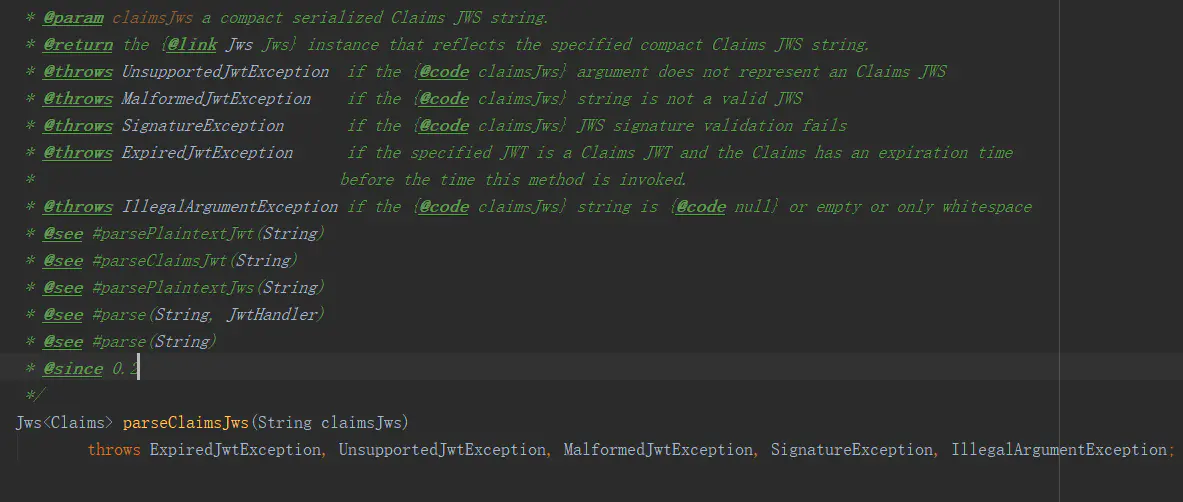 * @param claimsJws a compact serialized Claims JWS string.
* @return the {@link Jws Jws} instance that reflects the specified compact Claims JWS string.
* @throws UnsupportedJwtException  if the {@code claimsJws} argument does not represent an Claims JWS
* @throws MalformedJwtException    if the {@code claimsJws} string is not a valid JWS
* @throws SignatureException       if the {@code claimsJws} JWS signature validation fails
* @throws ExpiredJwtException      if the specified JWT is a Claims JWT and the Claims has an expiration time
*                                  before the time this method is invoked.
* @throws IllegalArgumentException if the {@code claimsJws} string is {@code null} or empty or only whitespace
* @see #parsePlaintextJwt(String)
* @see #parseClaimsJwt(String)
* @see #parsePlaintextJws(String)
* @see #parse(String, JwtHandler)
* @see #parse(String)
* @since 0.2
*/
Jws<Claims> parseClaimsJws(String claimsJws)
throws ExpiredJwtException, UnsupportedJwtException, MalformedJwtException, SignatureException, IllegalArgumentException;